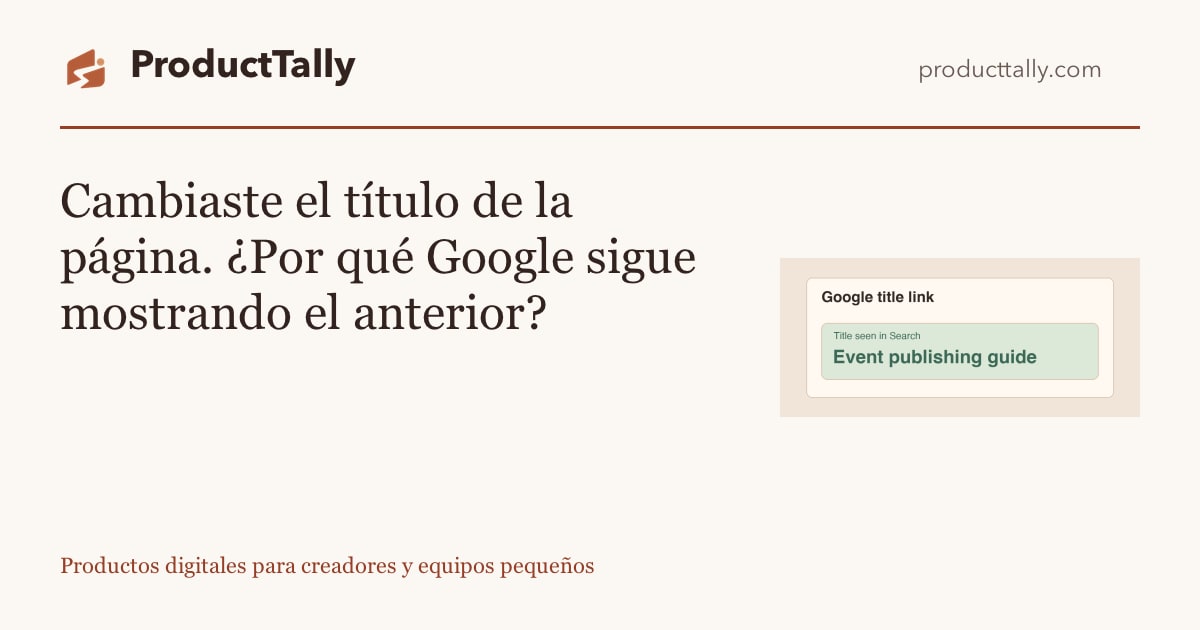 ProductTally
producttally.com
Cambiaste el título de la
página. ¿Por qué Google sigue
mostrando el anterior?
Google title link
Title seen in Search
Event publishing guide
Productos digitales para creadores y equipos pequeños